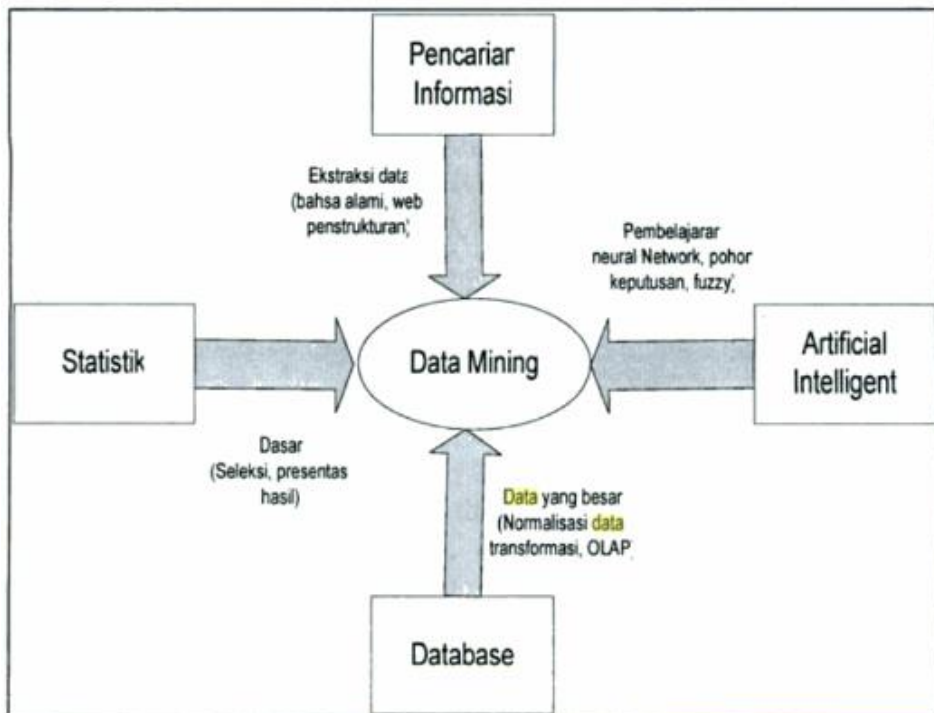 Pencarian
Informasi
Ekstraksi data
(bahsa alami, web
penstrukturan)
Pembelajarar
neural Network, pohor
keputusan, fuzzy)
Statistik
Data Mining
Artificial
Intelligent
Dasar
(Seleksi, presentas
hasil)
Data yang besar
(Normalisasi data
transformasi, OLAP)
Database